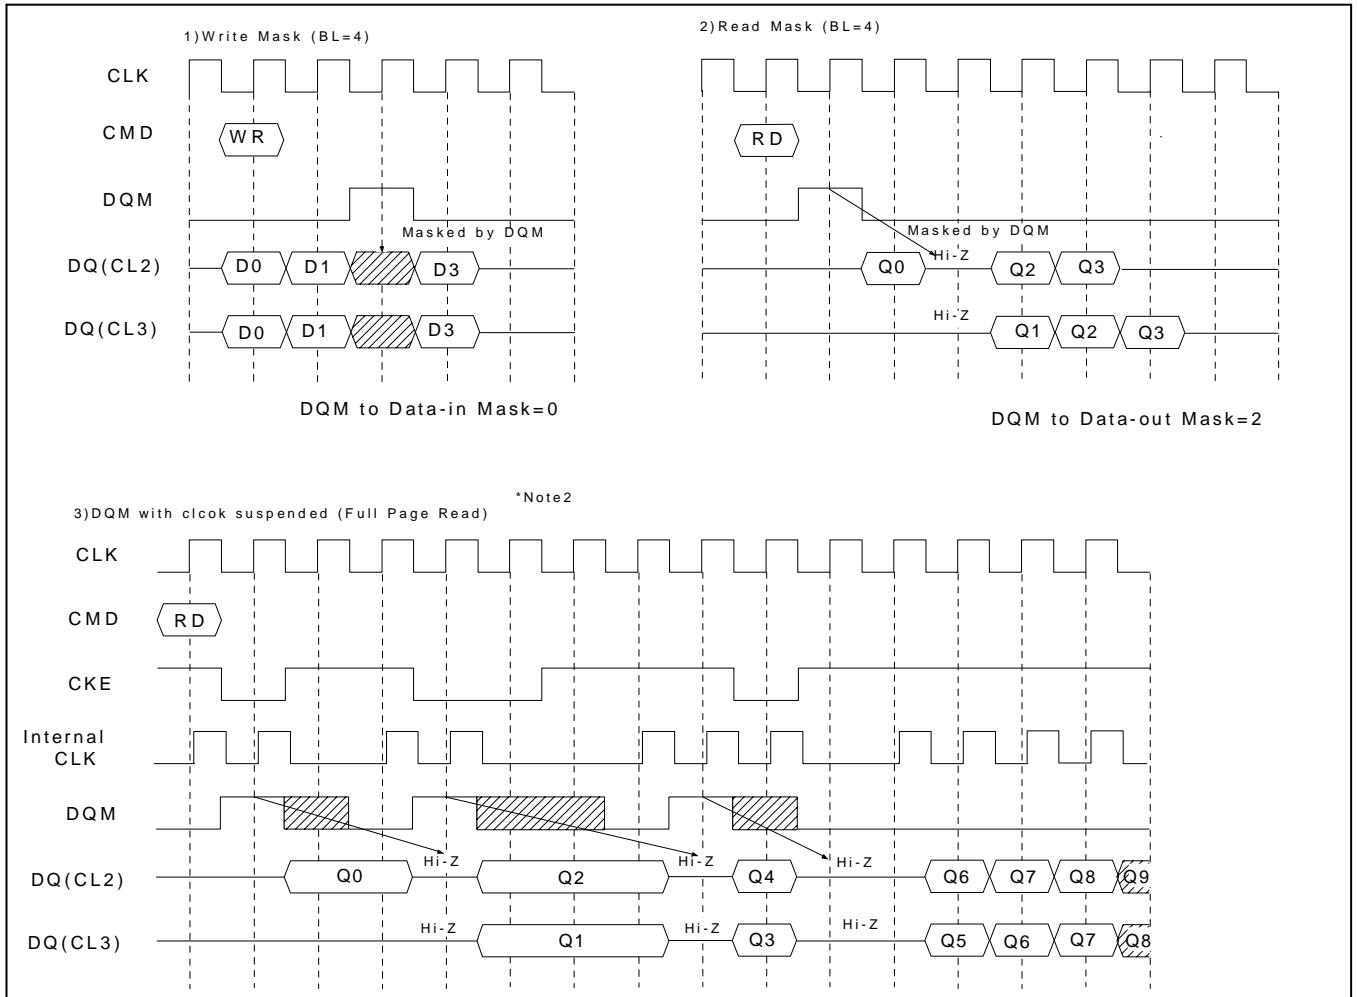 1)Write Mask (BL=4)
CLK
CMD
WR
DQM
Masked by DQM
DQ(CL2)
D0 D1 D3
DQ(CL3)
D0 D1 D3
DQM to Data-in Mask=0
2)Read Mask (BL=4)
RD
Masked by DQM
Hi-Z
Q0 Q2 Q3
Hi-Z
Q1 Q2 Q3
DQM to Data-out Mask=2
*Note2
3)DQM with clcok suspended (Full Page Read)
CLK
CMD
RD
CKE
Internal
CLK
DQM
Hi-Z Hi-Z Hi-Z
DQ(CL2)
Q0 Q2 Q4 Q6 Q7 Q8 Q9
Hi-Z Hi-Z Hi-Z
DQ(CL3)
Q1 Q3 Q5 Q6 Q7 Q8